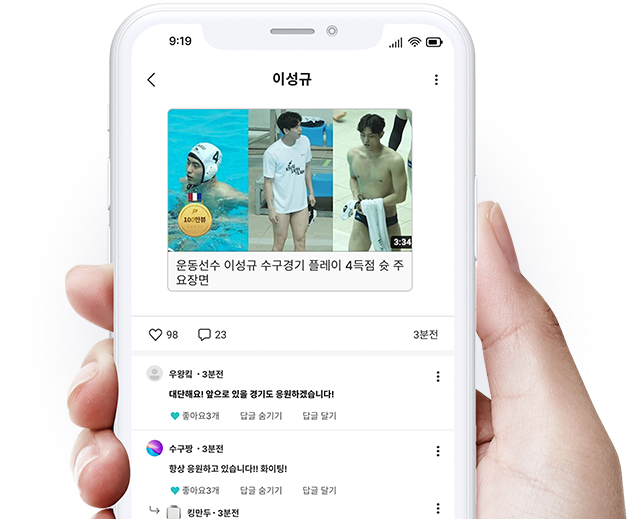 9:19
이성규
4
100만뷰
3:34
운동선수 이성규 수구경기 플레이 4득점 슛 주
요장면
98 23 3분전
우왕킼 · 3분전
대단해요! 앞으로 있을 경기도 응원하겠습니다!
좋아요3개 답글 숨기기 답글 달기
수구짱 · 3분전
항상 응원하고 있습니다!! 화이팅!
좋아요3개 답글 숨기기 답글 달기
킹만두 · 3분전